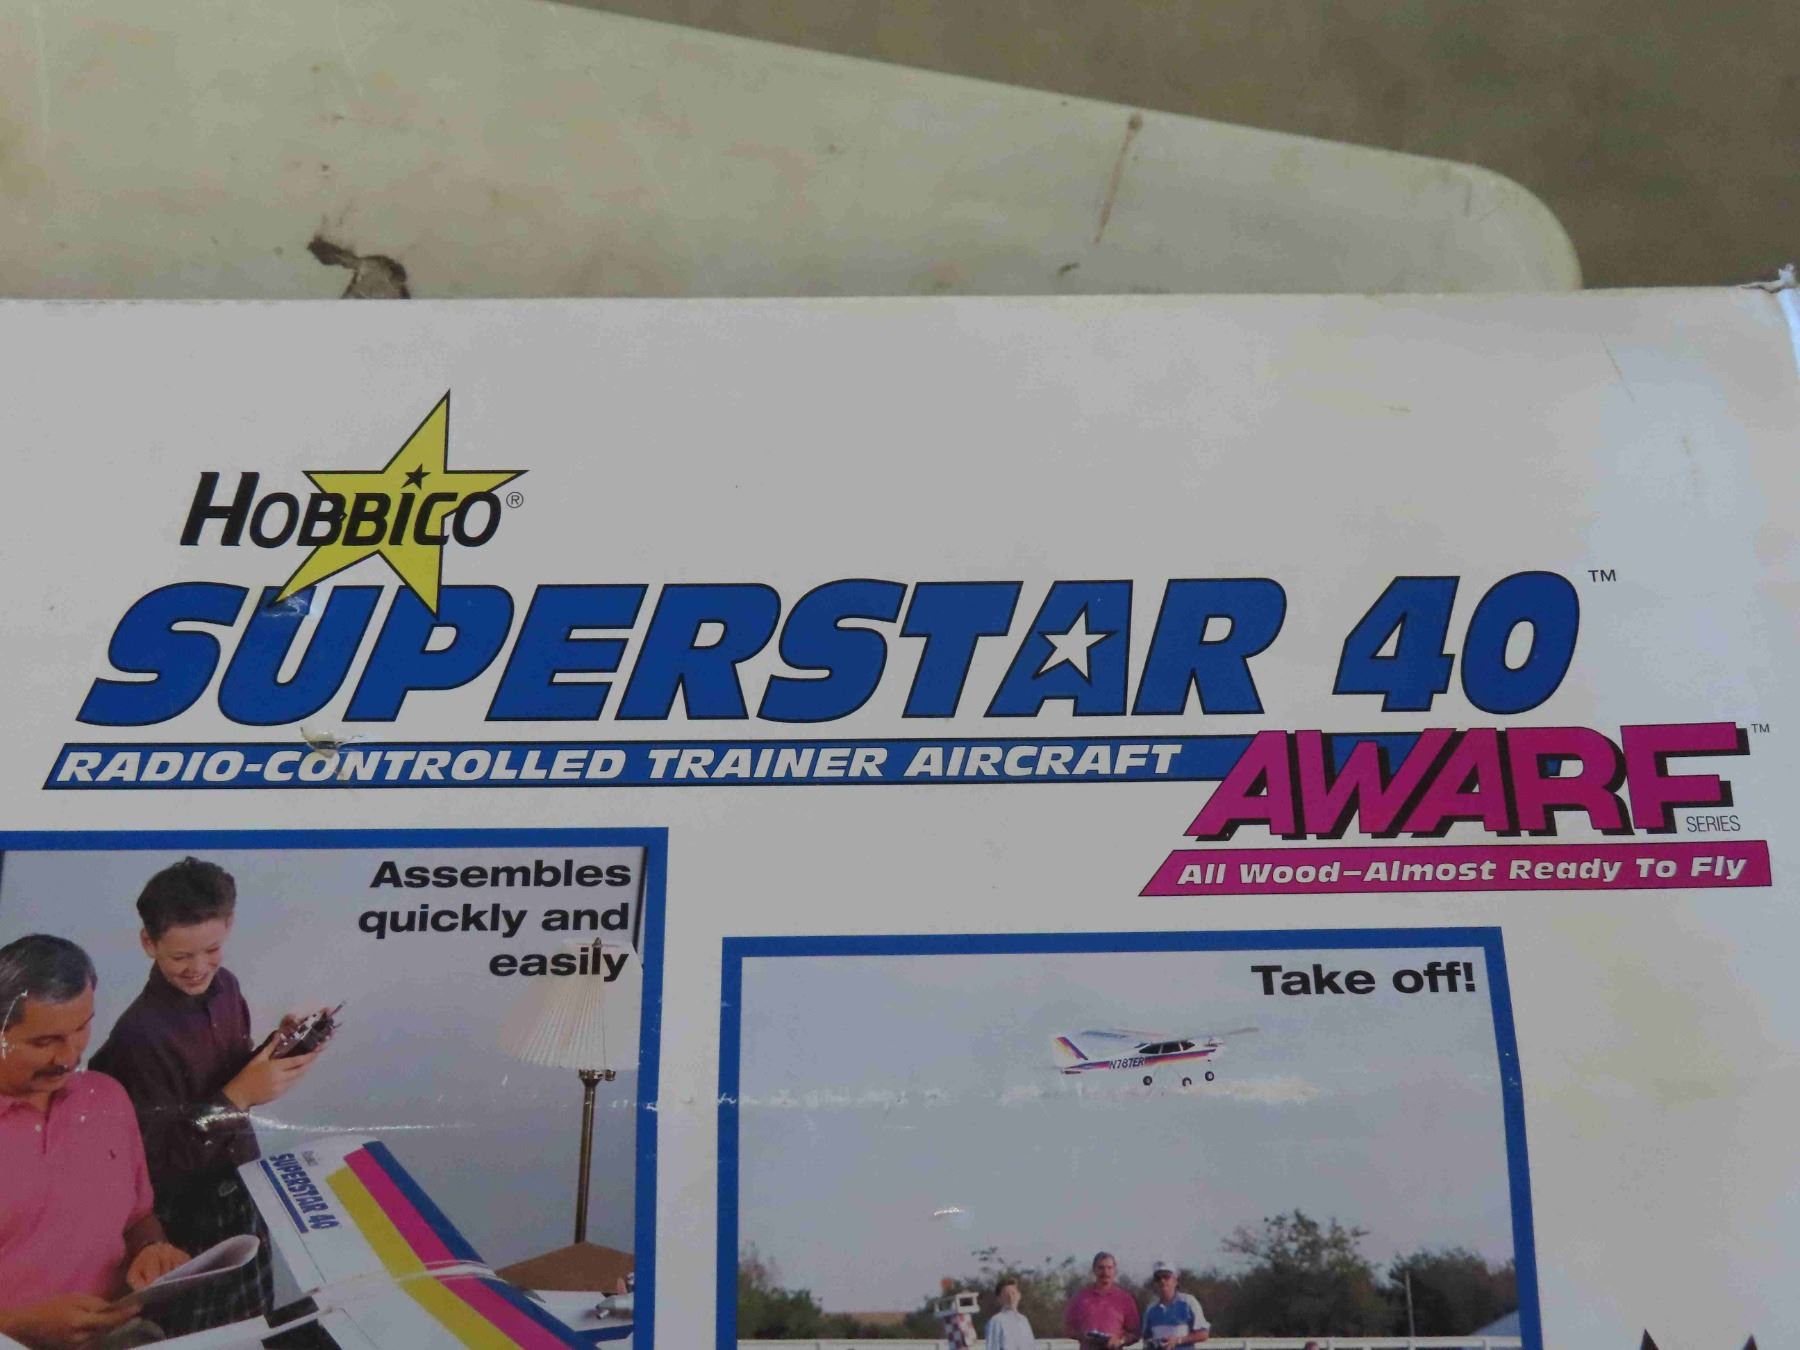 HOBBICO®
SUPERSTAR 40™
RADIO-CONTROLLED TRAINER AIRCRAFT
AWARF™
SERIES
All Wood–Almost Ready To Fly
Assembles
quickly and
easily
Take off!
N787ER
SUPERSTAR 40